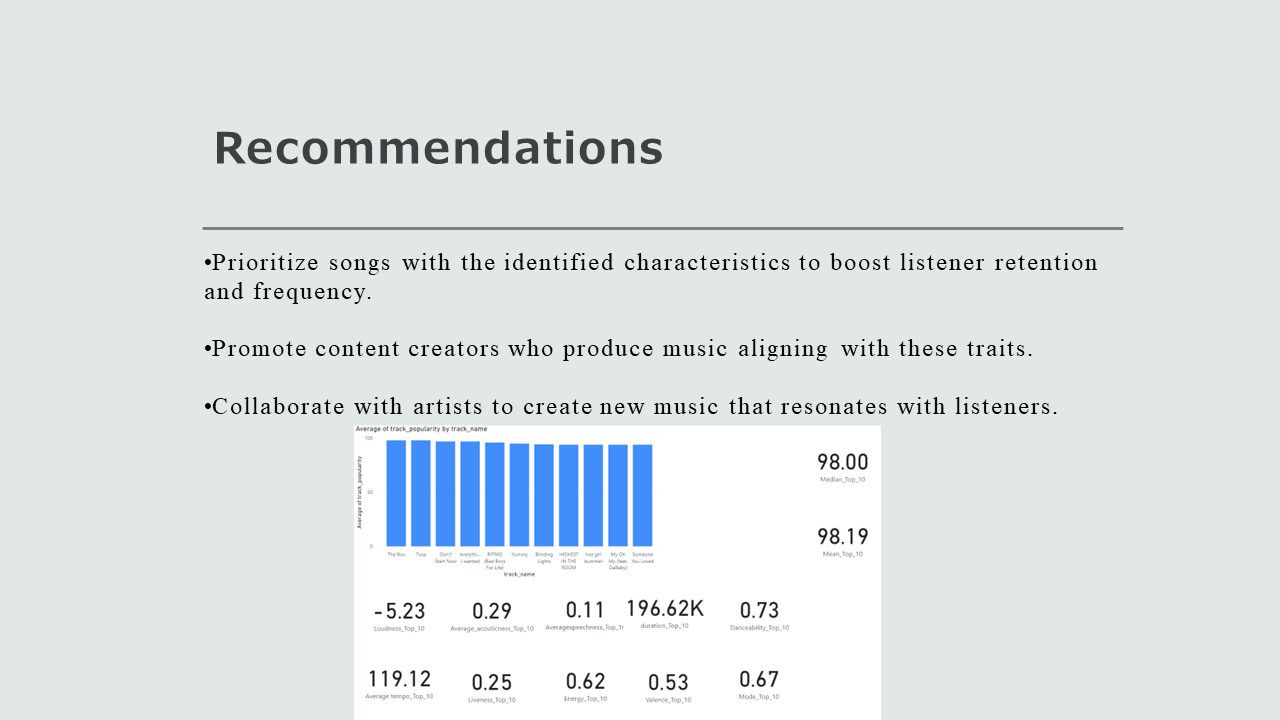 Recommendations
•Prioritize songs with the identified characteristics to boost listener retention
and frequency.
•Promote content creators who produce music aligning with these traits.
•Collaborate with artists to create new music that resonates with listeners.
Average of track_popularity by track_name
Average of track_popularity
100
50
0
The Box
Tusa
Don't
Start Now
everythi...
i wanted
RITMO
(Bad Boys
For Life)
Yummy
Blinding
Lights
HIGHEST
IN THE
ROOM
hot girl
bummer
My Oh
My (feat.
DaBaby)
Someone
You Loved
track_name
98.00
Median_Top_10
98.19
Mean_Top_10
-5.23
Loudness_Top_10
0.29
Average_acouticness_Top_10
0.11
Averagespeechness_Top_1
196.62K
duration_Top_10
0.73
Danceability_Top_10
119.12
Average tempo_Top_10
0.25
Liveness_Top_10
0.62
Energy_Top_10
0.53
Valence_Top_10
0.67
Mode_Top_10